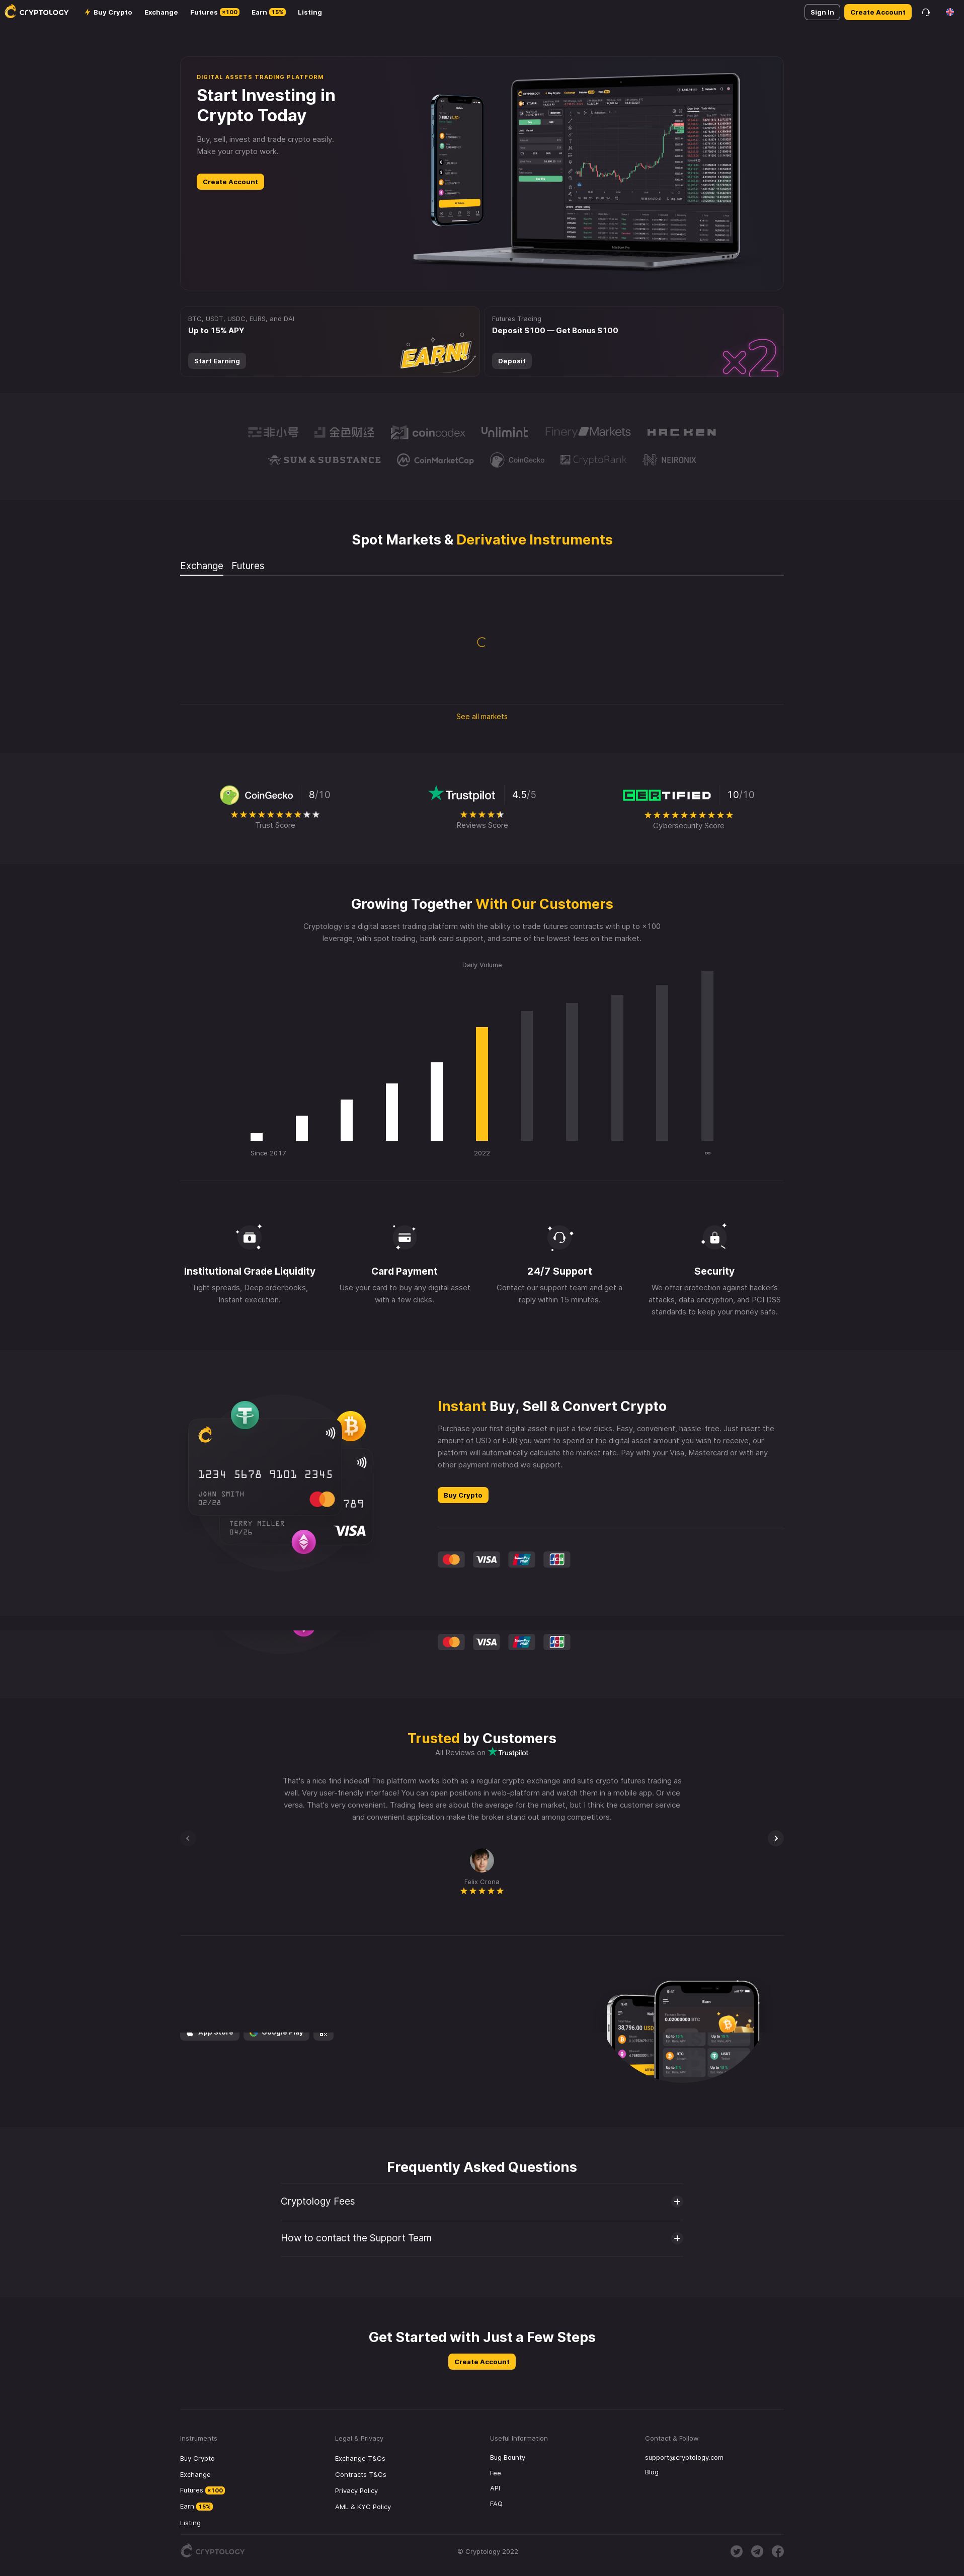 CRYPTOLOGY
Buy Crypto
Exchange
Futures ×100
Earn 15%
Listing
Sign In
Create Account
DIGITAL ASSETS TRADING PLATFORM
Start Investing in
Crypto Today
Buy, sell, invest and trade crypto easily.
Make your crypto work.
Create Account
BTC, USDT, USDC, EURS, and DAI
Up to 15% APY
Start Earning
EARN!
Futures Trading
Deposit $100 — Get Bonus $100
Deposit
×2
非小号
金色财经
coincodex
Unlimint
Finery Markets
HACKEN
SUM & SUBSTANCE
CoinMarketCap
CoinGecko
CryptoRank
NEIRONIX
Spot Markets & Derivative Instruments
Exchange
Futures
See all markets
CoinGecko
8/10
Trust Score
Trustpilot
4.5/5
Reviews Score
CERTIFIED
10/10
Cybersecurity Score
Growing Together With Our Customers
Cryptology is a digital asset trading platform with the ability to trade futures contracts with up to ×100
leverage, with spot trading, bank card support, and some of the lowest fees on the market.
Daily Volume
Since 2017
2022
∞
Institutional Grade Liquidity
Tight spreads, Deep orderbooks,
Instant execution.
Card Payment
Use your card to buy any digital asset
with a few clicks.
24/7 Support
Contact our support team and get a
reply within 15 minutes.
Security
We offer protection against hacker's
attacks, data encryption, and PCI DSS
standards to keep your money safe.
1234 5678 9101 2345
JOHN SMITH
02/28
789
TERRY MILLER
04/26
VISA
Instant Buy, Sell & Convert Crypto
Purchase your first digital asset in just a few clicks. Easy, convenient, hassle-free. Just insert the
amount of USD or EUR you want to spend or the digital asset amount you wish to receive, our
platform will automatically calculate the market rate. Pay with your Visa, Mastercard or with any
other payment method we support.
Buy Crypto
VISA
JCB
VISA
JCB
Trusted by Customers
All Reviews on Trustpilot
That's a nice find indeed! The platform works both as a regular crypto exchange and suits crypto futures trading as
well. Very user-friendly interface! You can open positions in web-platform and watch them in a mobile app. Or vice
versa. That's very convenient. Trading fees are about the average for the market, but I think the customer service
and convenient application make the broker stand out among competitors.
Felix Crona
App Store
Google Play
38,796.00 USD
Earn
0.02000000 BTC
Frequently Asked Questions
Cryptology Fees
How to contact the Support Team
Get Started with Just a Few Steps
Create Account
Instruments
Buy Crypto
Exchange
Futures ×100
Earn 15%
Listing
Legal & Privacy
Exchange T&Cs
Contracts T&Cs
Privacy Policy
AML & KYC Policy
Useful Information
Bug Bounty
Fee
API
FAQ
Contact & Follow
support@cryptology.com
Blog
CRYPTOLOGY
© Cryptology 2022